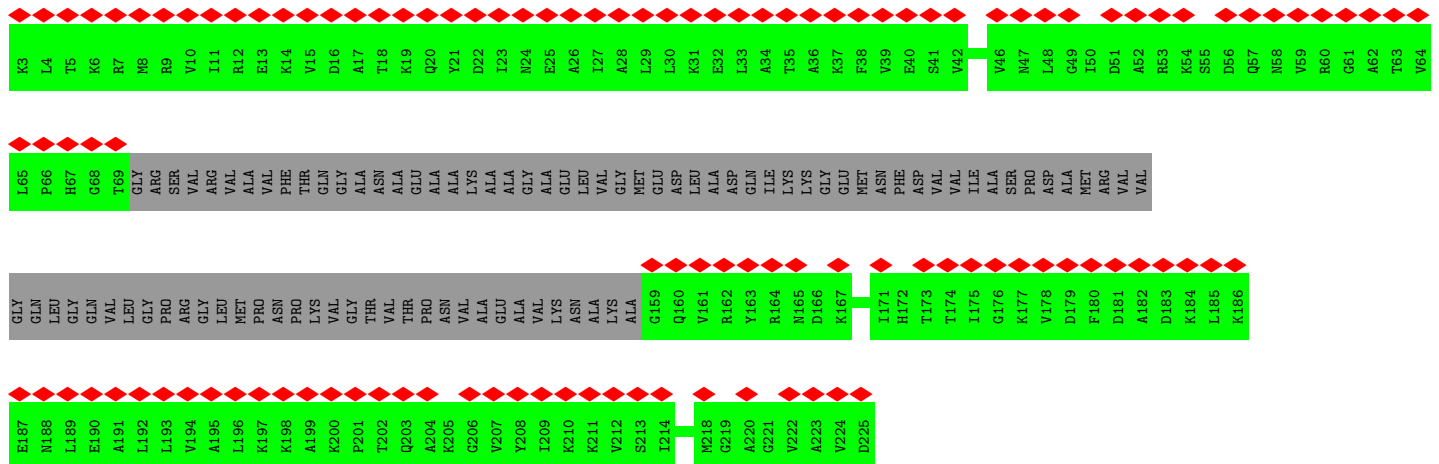 K3 L4 T5 K6 R7 M8 R9 V10 I11 R12 E13 K14 V15 D16 A17 T18 K19 Q20 Y21 D22 I23 N24 E25 A26 I27 A28 L29 L30 K31 E32 L33 A34 T35 A36 K37 F38 V39 E40 S41 V42 V46 N47 L48 G49 I50 D51 A52 R53 K54 S55 D56 Q57 N58 V59 R60 G61 A62 T63 V64
L65 P66 H67 G68 T69 GLY ARG SER VAL ARG VAL ALA VAL PHE THR GLN GLY ALA ASN ALA GLU ALA ALA LYS ALA ALA GLY ALA GLU LEU VAL GLY MET GLU ASP LEU ALA ASP GLN ILE LYS LYS GLY GLU MET ASN PHE ASP VAL VAL ILE ALA SER PRO ASP ALA MET ARG VAL VAL
GLY GLN LEU GLY GLN VAL LEU GLY PRO ARG GLY LEU MET PRO ASN PRO LYS VAL GLY THR VAL THR PRO ASN VAL ALA GLU ALA VAL LYS ASN ALA LYS ALA G159 Q160 V161 R162 Y163 R164 N165 D166 K167 I171 H172 T173 T174 I175 G176 K177 V178 D179 F180 D181 A182 D183 K184 L185 K186
E187 N188 L189 E190 A191 L192 L193 V194 A195 L196 K197 K198 A199 K200 P201 T202 Q203 A204 K205 G206 V207 Y208 I209 K210 K211 V212 S213 I214 M218 G219 A220 G221 V222 A223 V224 D225